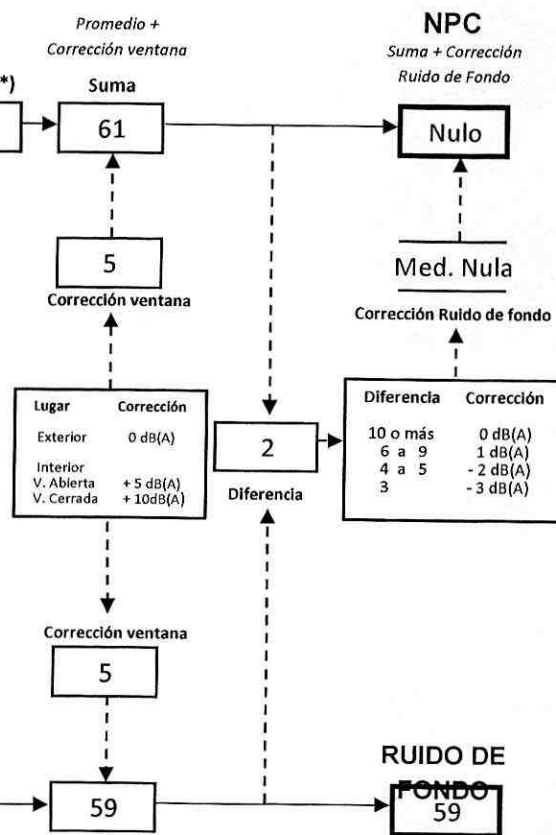 Promedio +
Corrección ventana
NPC
Suma + Corrección
Ruido de Fondo
*)
Suma
61
Nulo
5
Corrección ventana
Med. Nula
Corrección Ruido de fondo
Lugar Corrección
Exterior 0 dB(A)
Interior
V. Abierta + 5 dB(A)
V. Cerrada + 10dB(A)
2
Diferencia
Diferencia Corrección
10 o más 0 dB(A)
6 a 9 1 dB(A)
4 a 5 - 2 dB(A)
3 - 3 dB(A)
Corrección ventana
5
59
RUIDO DE
FONDO
59